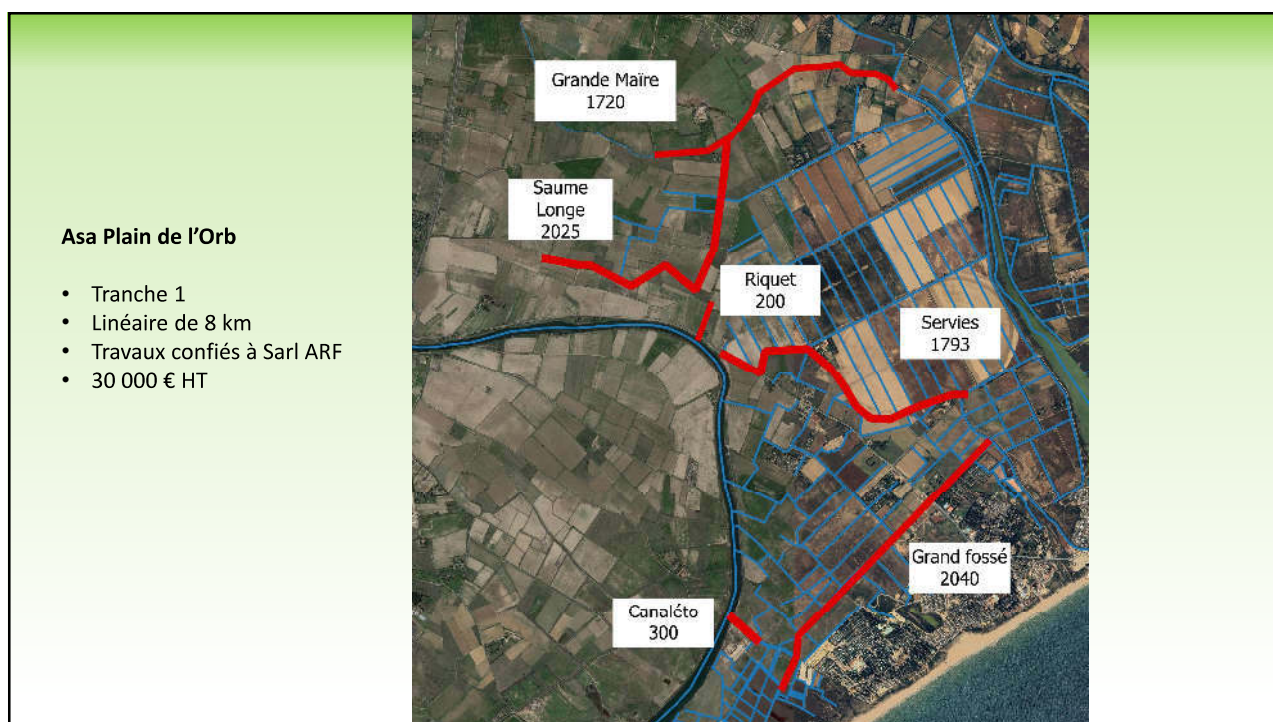 Asa Plain de l’Orb
• Tranche 1
• Linéaire de 8 km
• Travaux confiés à Sarl ARF
• 30 000 € HT
Grande Maïre
1720
Saume
Longe
2025
Riquet
200
Servies
1793
Grand fossé
2040
Canaléto
300